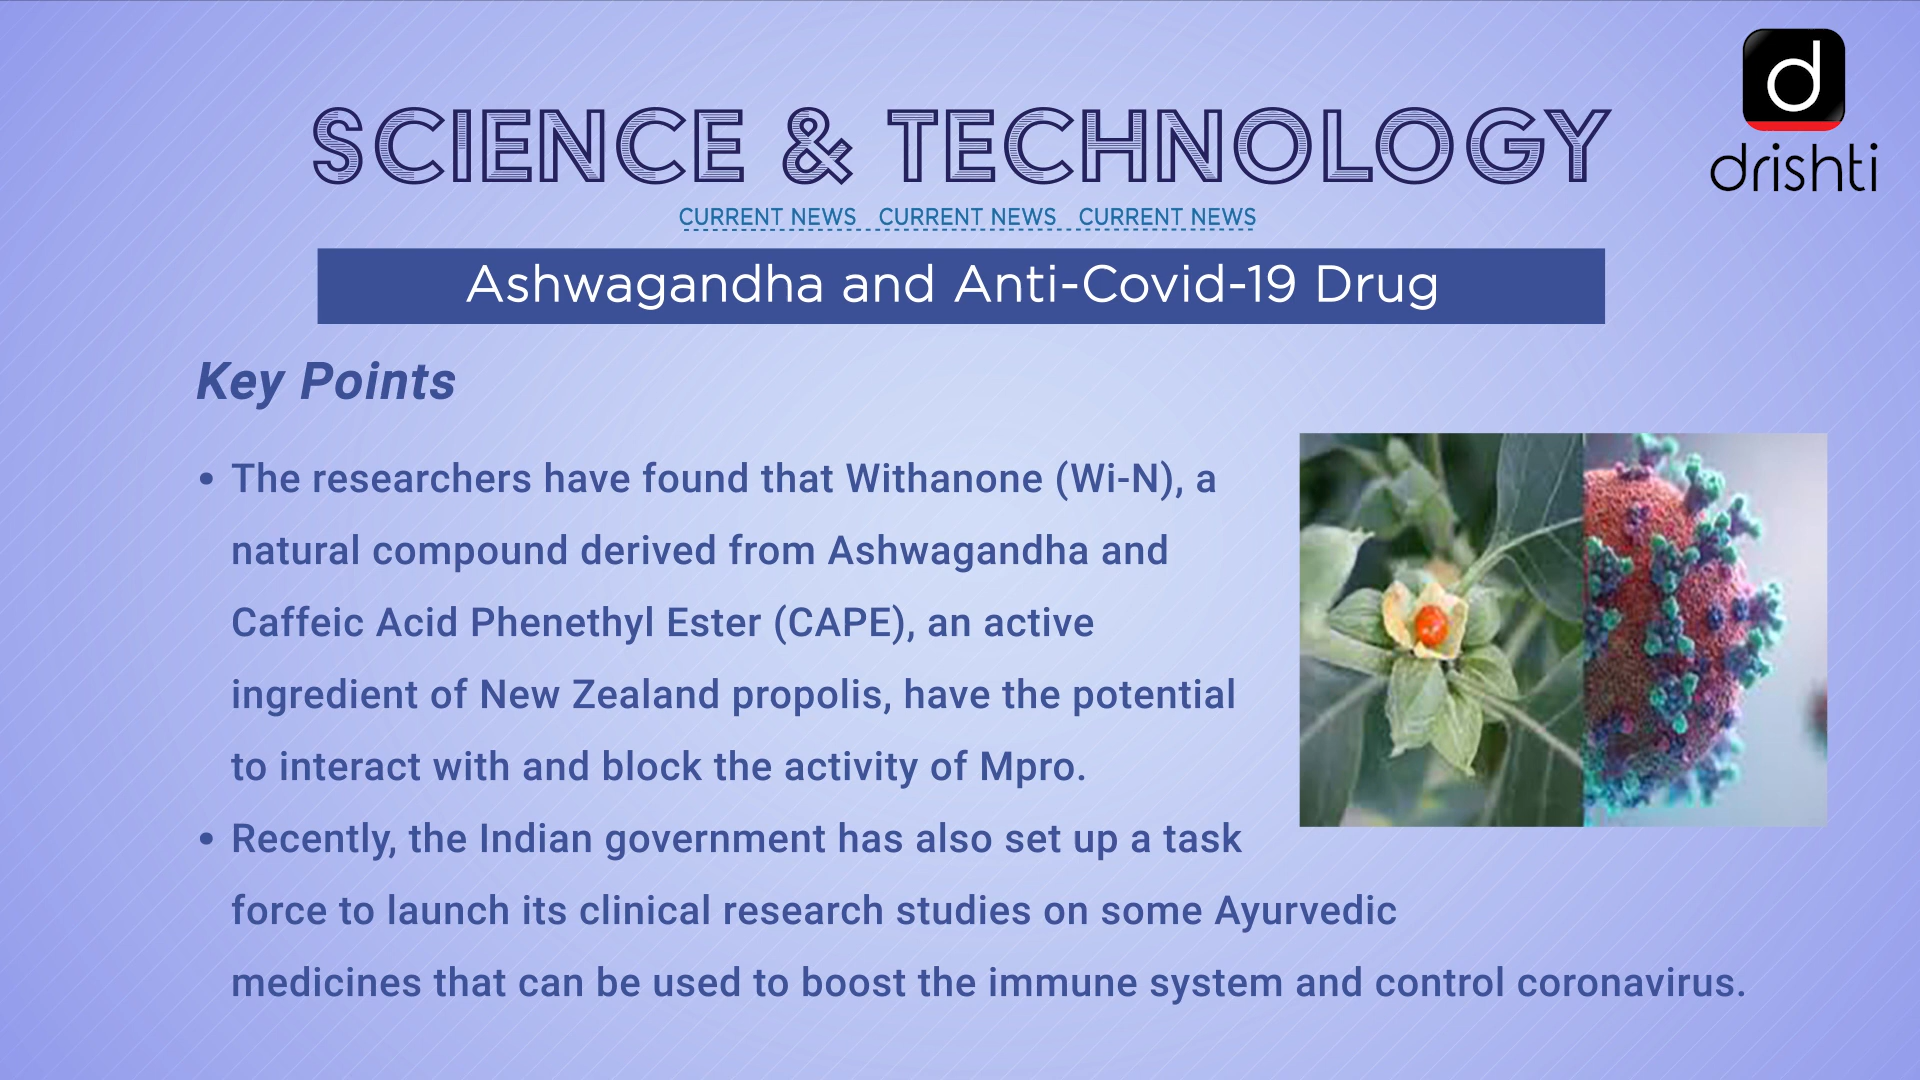 d
drishti
SCIENCE & TECHNOLOGY
CURRENT NEWS CURRENT NEWS CURRENT NEWS
Ashwagandha and Anti-Covid-19 Drug
Key Points
• The researchers have found that Withanone (Wi-N), a
natural compound derived from Ashwagandha and
Caffeic Acid Phenethyl Ester (CAPE), an active
ingredient of New Zealand propolis, have the potential
to interact with and block the activity of Mpro.
• Recently, the Indian government has also set up a task
force to launch its clinical research studies on some Ayurvedic
medicines that can be used to boost the immune system and control coronavirus.